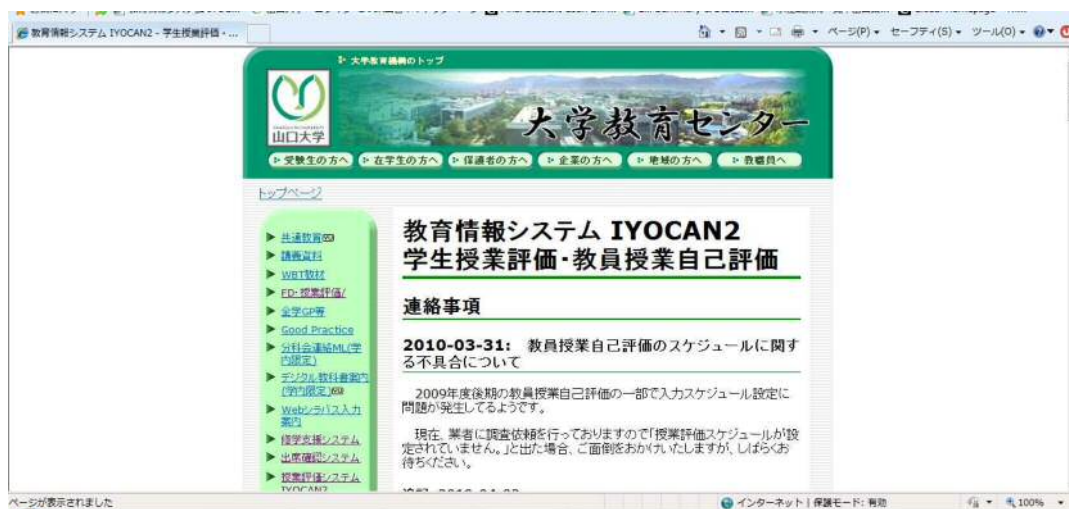 教育情報システム IYOCAN2 - 学生授業評価・...
ページ(P)
セーフティ(S)
ツール(O)
大学教育機構のトップ
山口大学
大学教育センター
受験生の方へ
在学生の方へ
保護者の方へ
企業の方へ
地域の方へ
教職員へ
トップページ
共通教育
講義資料
WBT教材
FD・授業評価/
全学GP等
Good Practice
分科会連絡ML(学
内限定)
デジタル教科書案内
(学内限定)
Webシラバス入力
案内
修学支援システム
出席確認システム
授業評価システム
IYOCAN2
教育情報システム IYOCAN2
学生授業評価・教員授業自己評価
連絡事項
2010-03-31: 教員授業自己評価のスケジュールに関す
る不具合について
2009年度後期の教員授業自己評価の一部で入力スケジュール設定に
問題が発生してるようです。
現在、業者に調査依頼を行っておりますので「授業評価スケジュールが設
定されていません。」と出た場合、ご面倒をおかけいたしますが、しばらくお
待ちください。
ページが表示されました
インターネット | 保護モード: 有効
100%